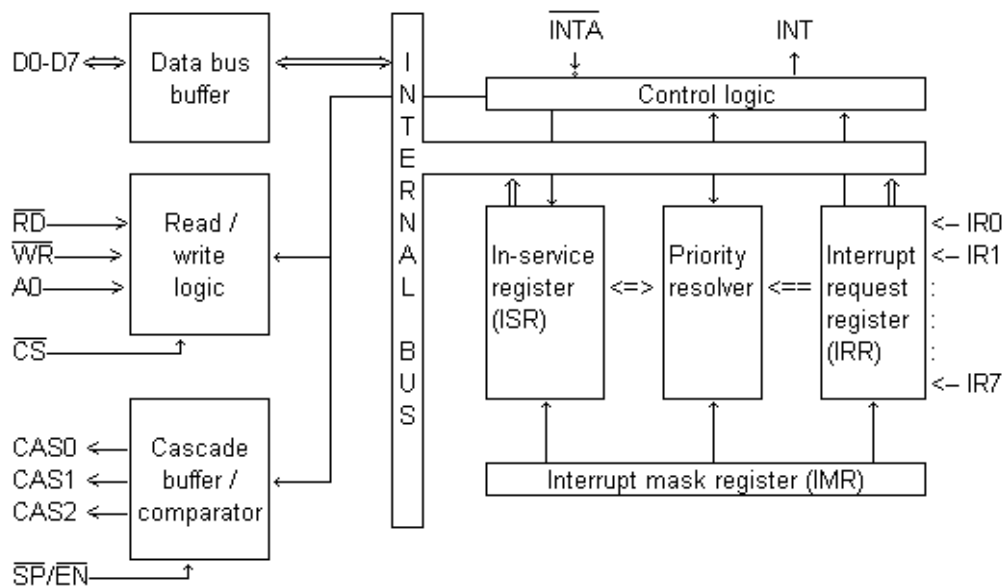 INTA
INT
D0-D7
Data bus
buffer
INTERNAL BUS
Control logic
RD
WR
A0
CS
Read /
write
logic
In-service
register
(ISR)
<=>
Priority
resolver
<==
Interrupt
request
register
(IRR)
<– IR0
<– IR1
:
:
:
<– IR7
CAS0
CAS1
CAS2
Cascade
buffer /
comparator
SP/EN
Interrupt mask register (IMR)